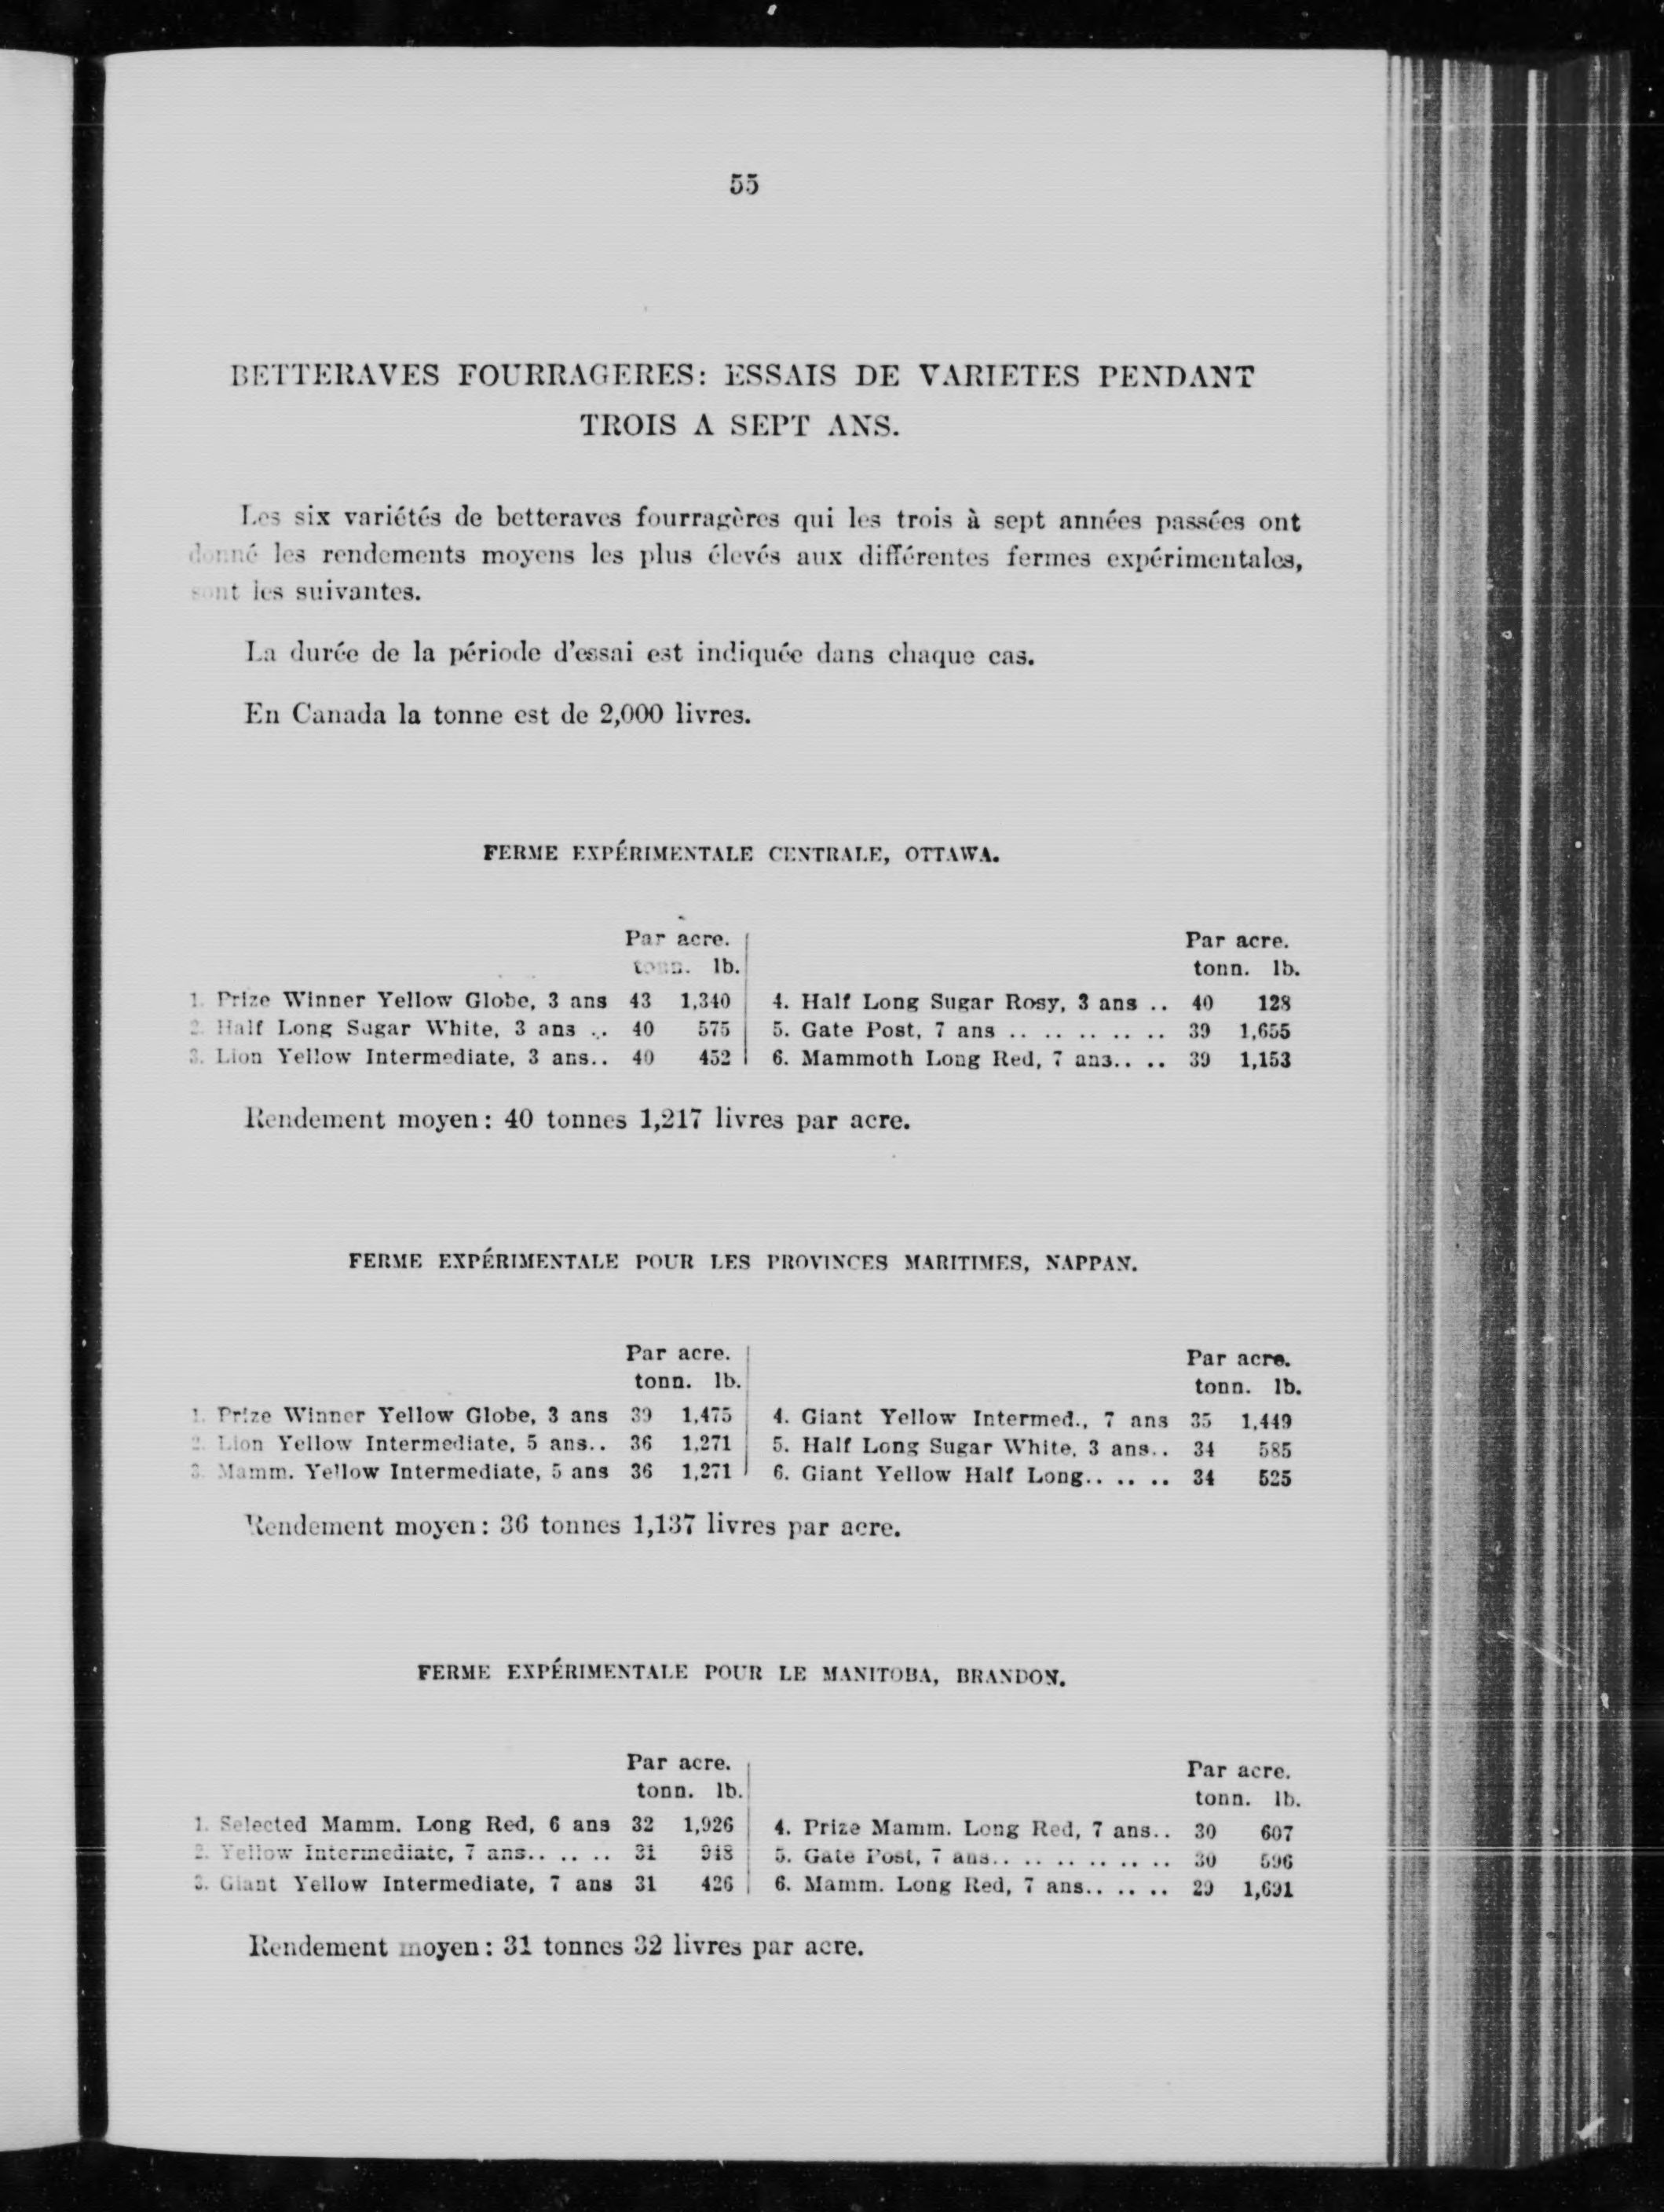 55
BETTERAVES FOURRAGERES: ESSAIS DE VARIETES PENDANT
TROIS A SEPT ANS.
Les six variétés de betteraves fourragères qui les trois à sept années passées ont
donné les rendements moyens les plus élevés aux différentes fermes expérimentales,
sont les suivantes.
La durée de la période d'essai est indiquée dans chaque cas.
En Canada la tonne est de 2,000 livres.
FERME EXPÉRIMENTALE CENTRALE, OTTAWA.
Par acre.
tonn. lb.
1. Prize Winner Yellow Globe, 3 ans 43 1,340
2. Half Long Sugar White, 3 ans .. 40 575
3. Lion Yellow Intermediate, 3 ans.. 40 452
Par acre.
tonn. lb.
4. Half Long Sugar Rosy, 3 ans .. 40 128
5. Gate Post, 7 ans .. .. .. .. .. .. 39 1,655
6. Mammoth Long Red, 7 ans.. .. 39 1,153
Rendement moyen: 40 tonnes 1,217 livres par acre.
FERME EXPÉRIMENTALE POUR LES PROVINCES MARITIMES, NAPPAN.
Par acre.
tonn. lb.
1. Prize Winner Yellow Globe, 3 ans 39 1,475
2. Lion Yellow Intermediate, 5 ans.. 36 1,271
3. Mamm. Yellow Intermediate, 5 ans 36 1,271
Par acre.
tonn. lb.
4. Giant Yellow Intermed., 7 ans 35 1,449
5. Half Long Sugar White, 3 ans.. 34 585
6. Giant Yellow Half Long.. .. .. 34 525
Rendement moyen: 36 tonnes 1,137 livres par acre.
FERME EXPÉRIMENTALE POUR LE MANITOBA, BRANDON.
Par acre.
tonn. lb.
1. Selected Mamm. Long Red, 6 ans 32 1,926
2. Yellow Intermediate, 7 ans.. .. .. 31 948
3. Giant Yellow Intermediate, 7 ans 31 426
Par acre.
tonn. lb.
4. Prize Mamm. Long Red, 7 ans.. 30 607
5. Gate Post, 7 ans.. .. .. .. .. .. 30 596
6. Mamm. Long Red, 7 ans.. .. .. 29 1,691
Rendement moyen: 31 tonnes 32 livres par acre.